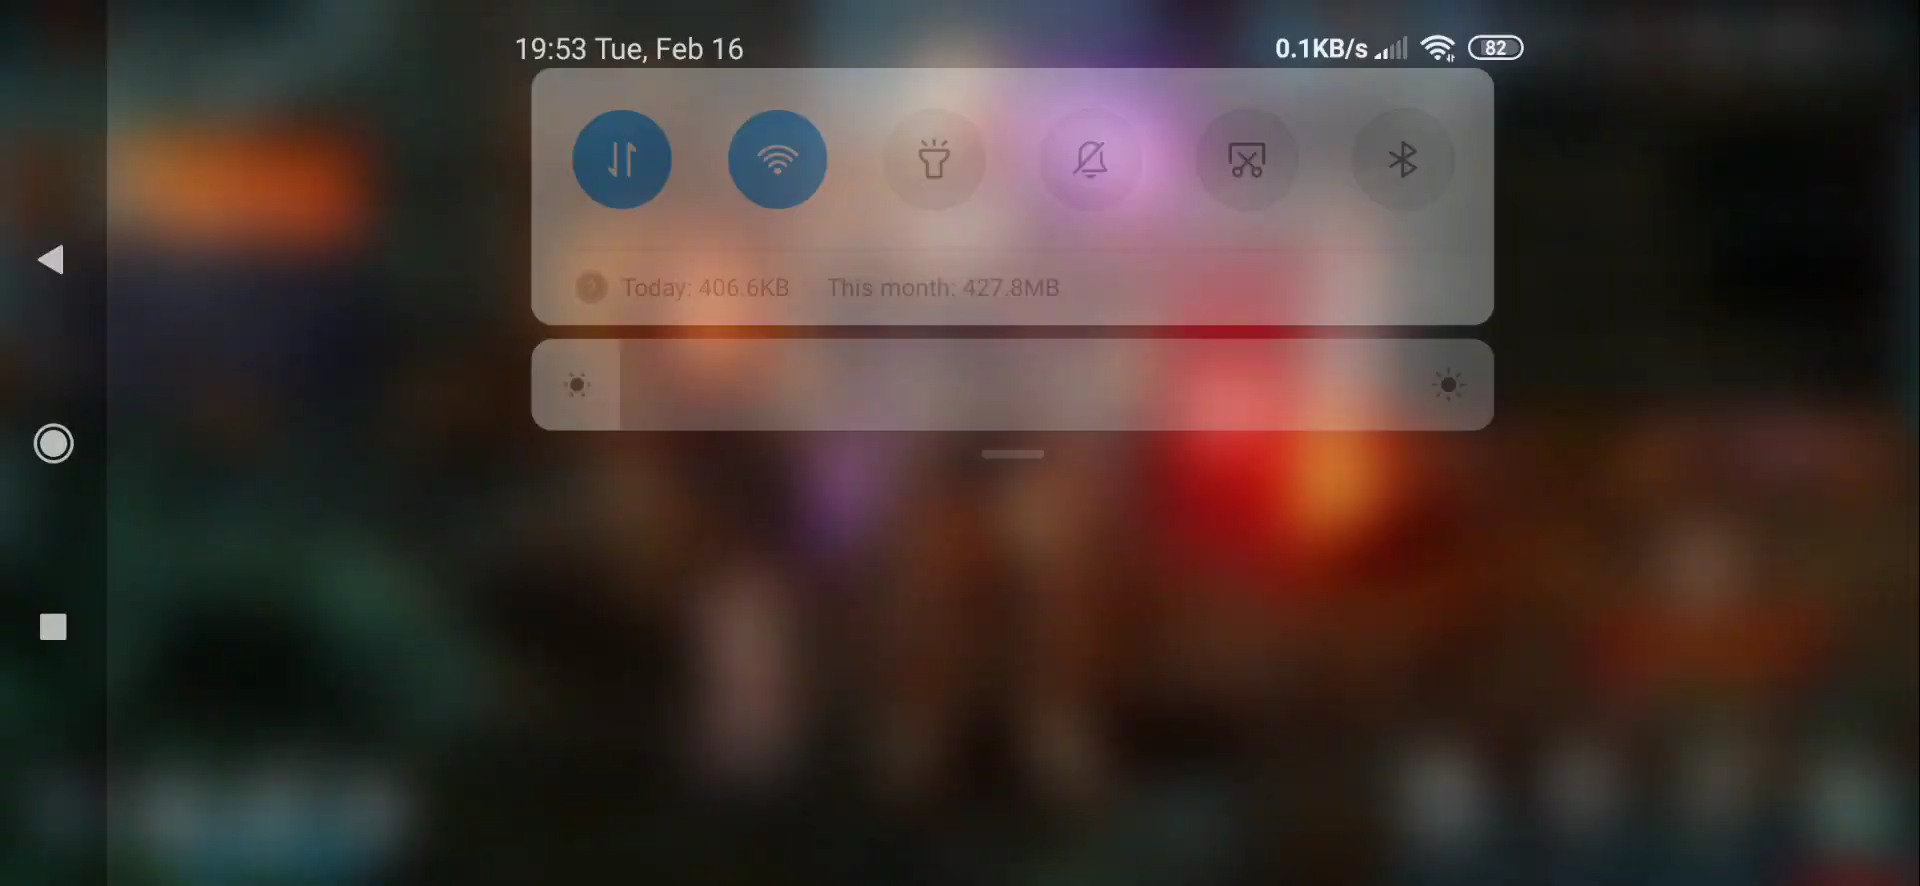 19:53 Tue, Feb 16 0.1KB/s 82
Today: 406.6KB This month: 427.8MB